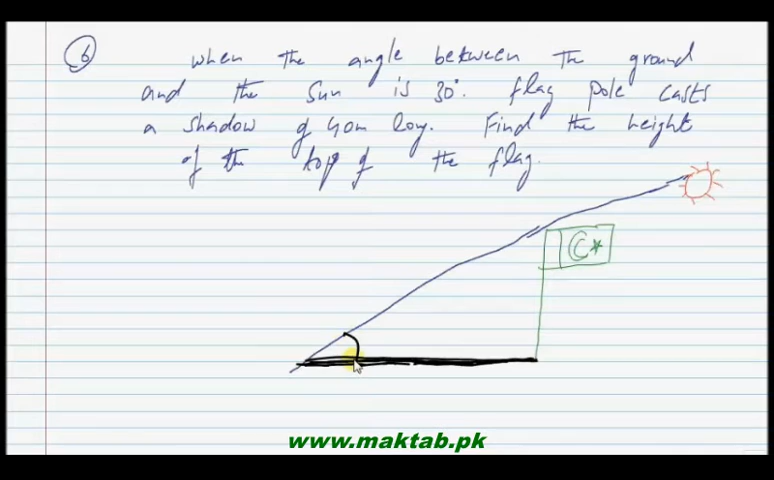 6
when the angle between the ground
and the Sun is 30°. flag pole casts
a shadow of 40m long. Find the height
of the top of the flag.
www.maktab.pk